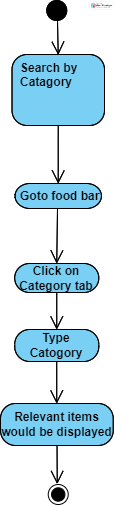 Search by
Catagory
Goto food bar
Click on
Category tab
Type
Catogory
Relevant items
would be displayed